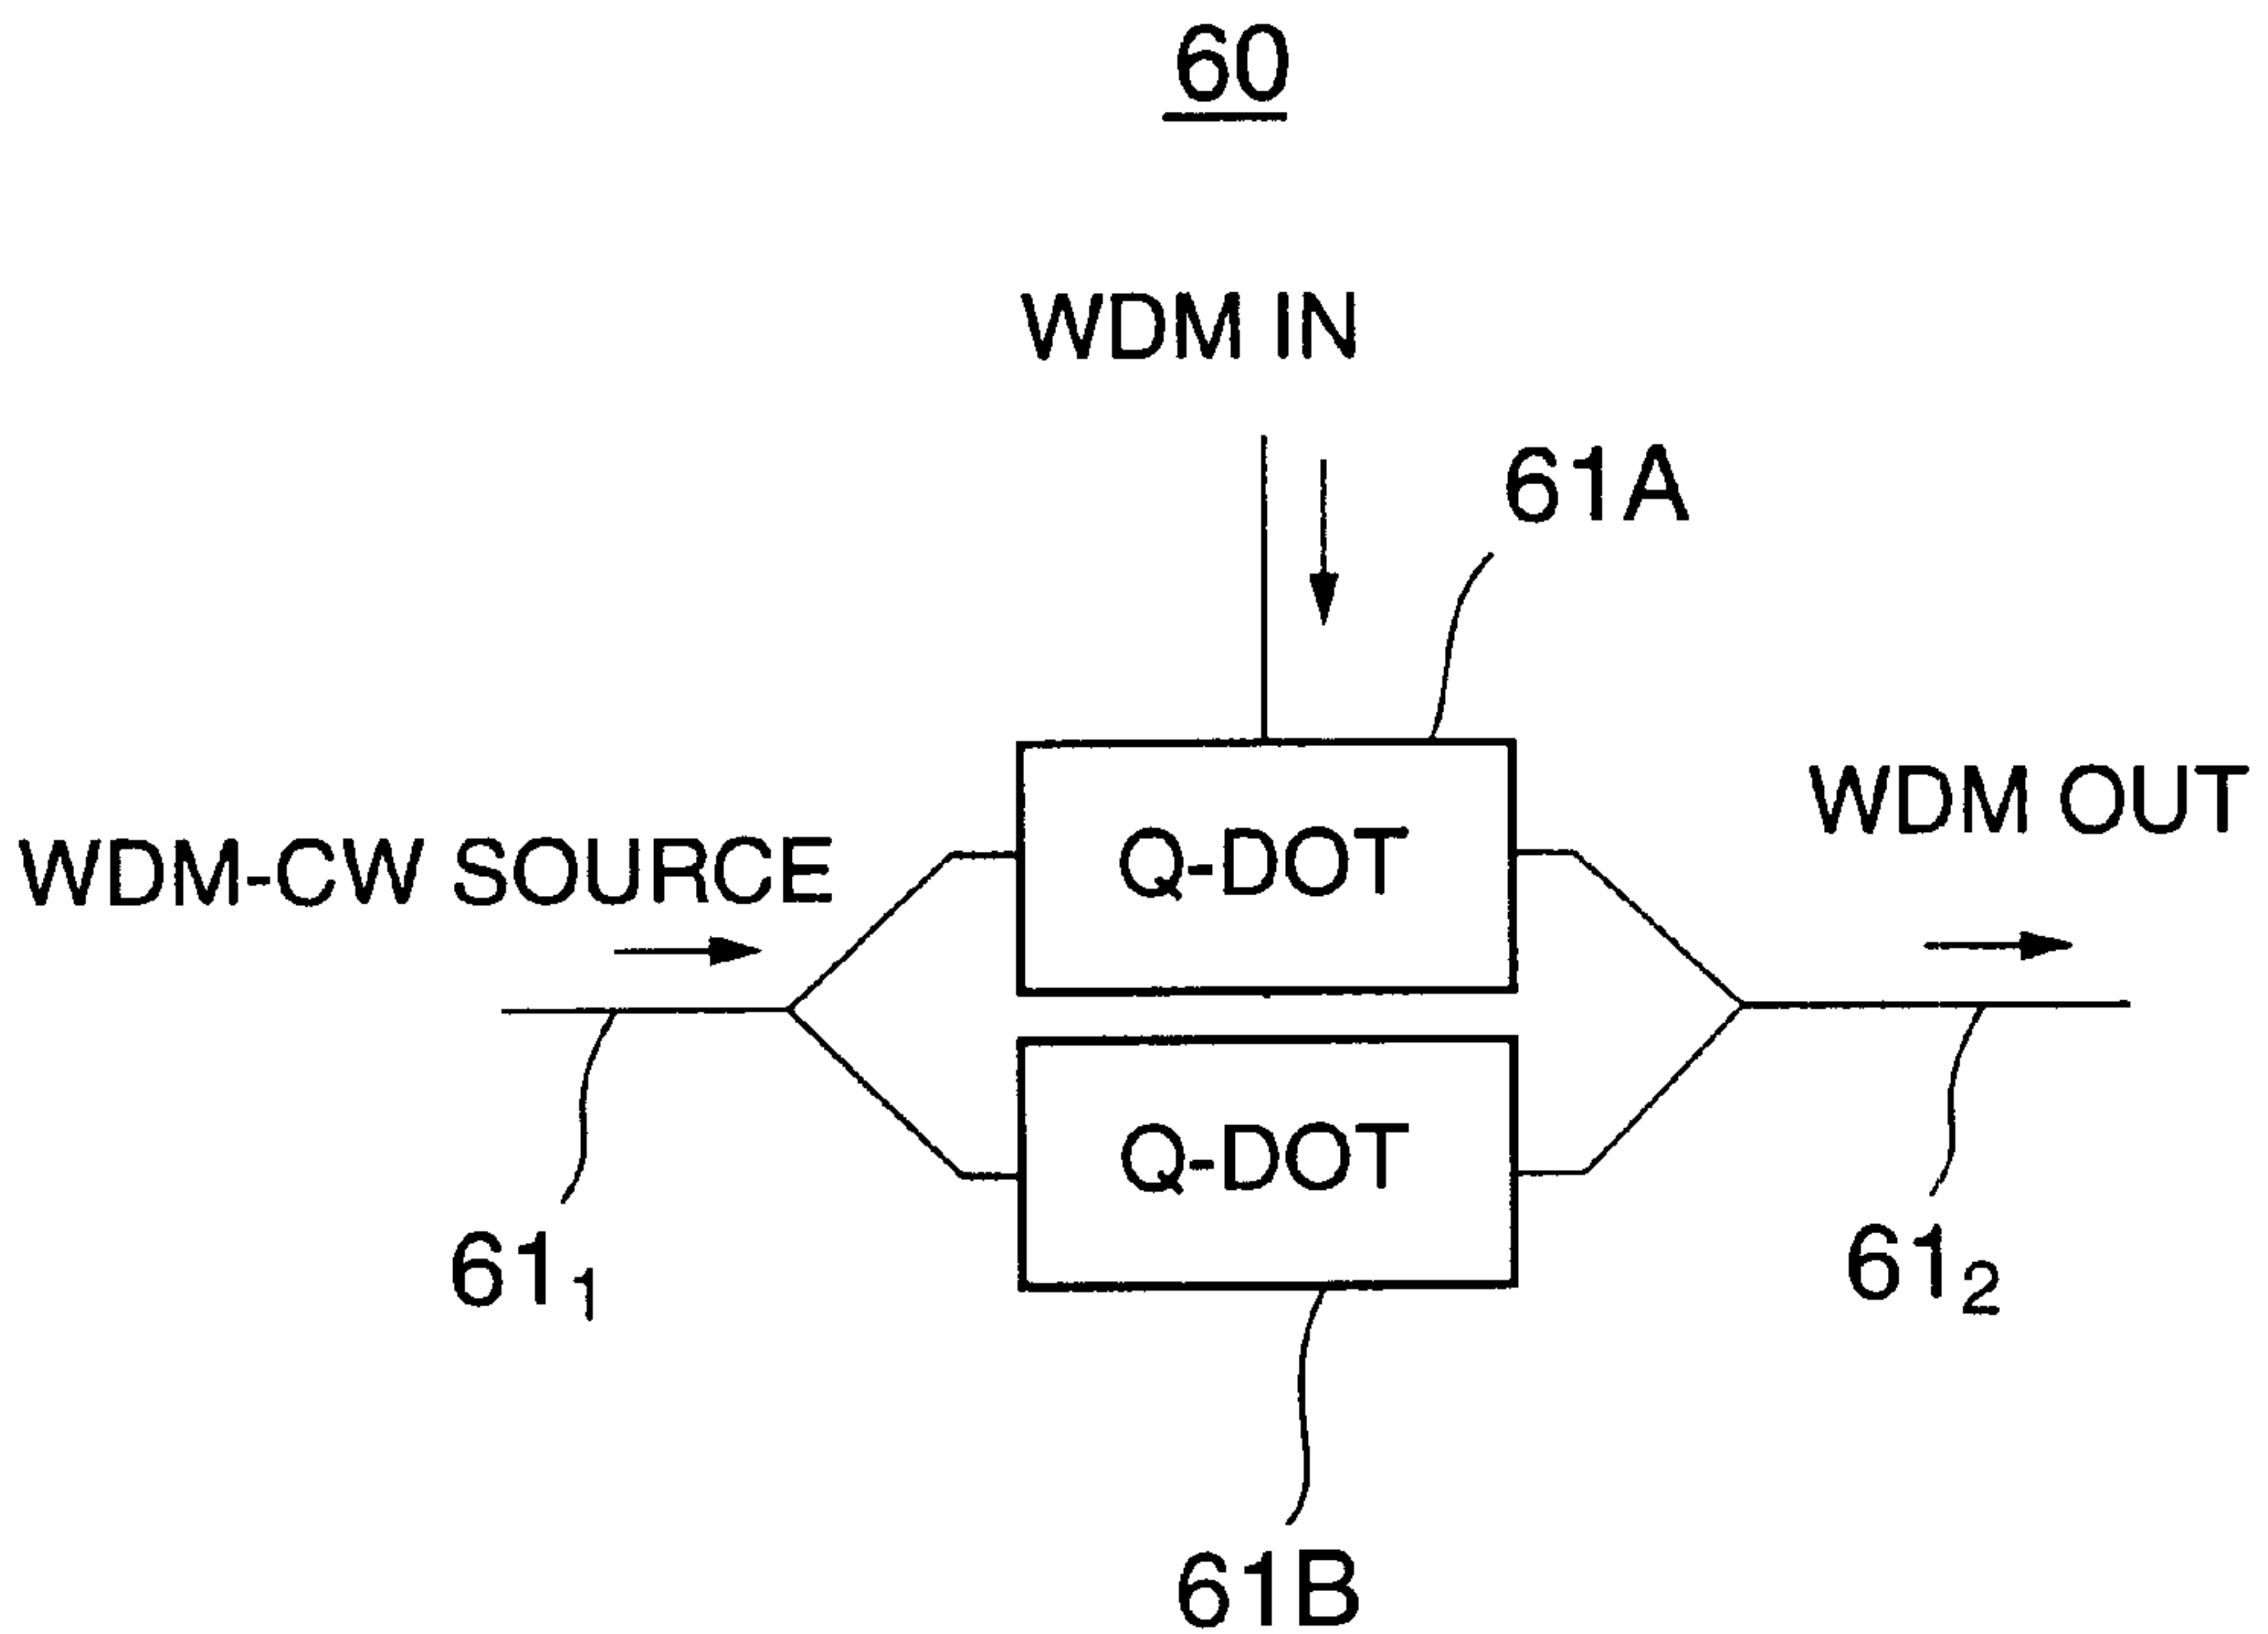 60
WDM IN
61A
WDM OUT
WDM-CW SOURCE
Q-DOT
Q-DOT
61₁
61₂
61B